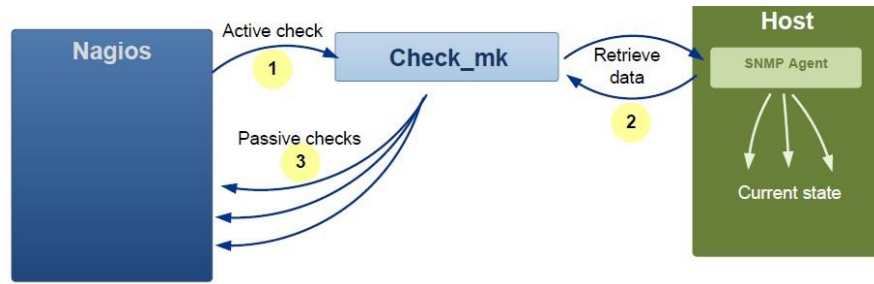 Nagios
Active check
1
Check_mk
Retrieve
data
2
Host
SNMP Agent
Current state
Passive checks
3